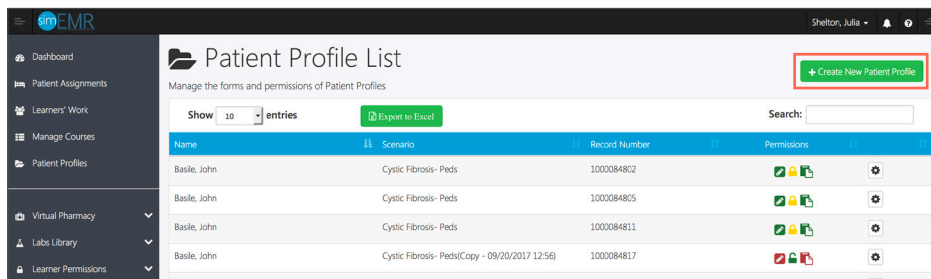 simEMR
Shelton, Julia
Dashboard
Patient Assignments
Learners' Work
Manage Courses
Patient Profiles
Virtual Pharmacy
Labs Library
Learner Permissions
Patient Profile List
+ Create New Patient Profile
Manage the forms and permissions of Patient Profiles
Show 10 entries Export to Excel Search:
Name Scenario Record Number Permissions
Basile, John Cystic Fibrosis- Peds 1000084802
Basile, John Cystic Fibrosis- Peds 1000084805
Basile, John Cystic Fibrosis- Peds 1000084811
Basile, John Cystic Fibrosis- Peds(Copy - 09/20/2017 12:56) 1000084817